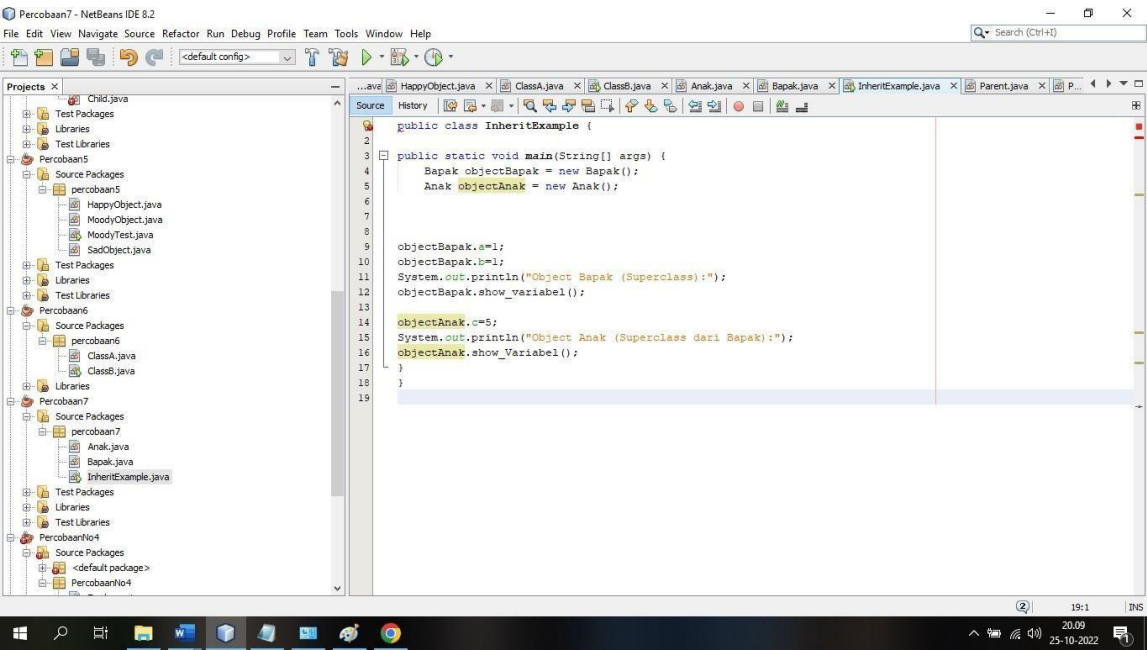 Percobaan7 - NetBeans IDE 8.2
File Edit View Navigate Source Refactor Run Debug Profile Team Tools Window Help
Search (Ctrl+I)
<default config>
Projects
...ava HappyObject.java ClassA.java ClassB.java Anak.java Bapak.java InheritExample.java Parent.java P...
Child.java
Test Packages
Libraries
Test Libraries
Percobaan5
Source Packages
percobaan5
HappyObject.java
MoodyObject.java
MoodyTest.java
SadObject.java
Test Packages
Libraries
Test Libraries
Percobaan6
Source Packages
percobaan6
ClassA.java
ClassB.java
Libraries
Percobaan7
Source Packages
percobaan7
Anak.java
Bapak.java
InheritExample.java
Test Packages
Libraries
Test Libraries
PercobaanNo4
Source Packages
<default package>
PercobaanNo4
Source History
public class InheritExample {
2
3 public static void main(String[] args) {
4 Bapak objectBapak = new Bapak();
5 Anak objectAnak = new Anak();
6
7
8
9 objectBapak.a=1;
10 objectBapak.b=1;
11 System.out.println("Object Bapak (Superclass):");
12 objectBapak.show_variabel();
13
14 objectAnak.c=5;
15 System.out.println("Object Anak (Superclass dari Bapak):");
16 objectAnak.show_Variabel();
17 }
18 }
19
2 19:1 INS
20.09
25-10-2022
1